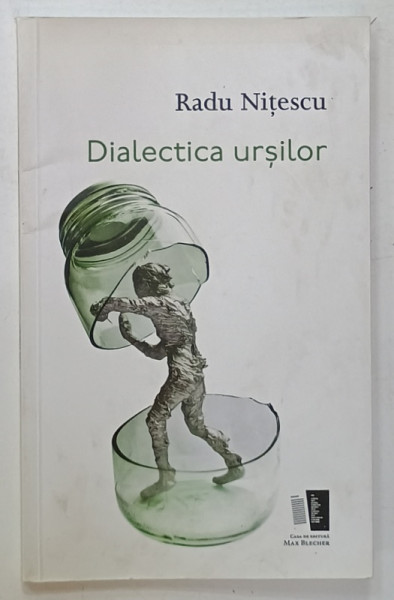 Radu Nițescu
Dialectica urșilor
Casa de editură
Max Blecher